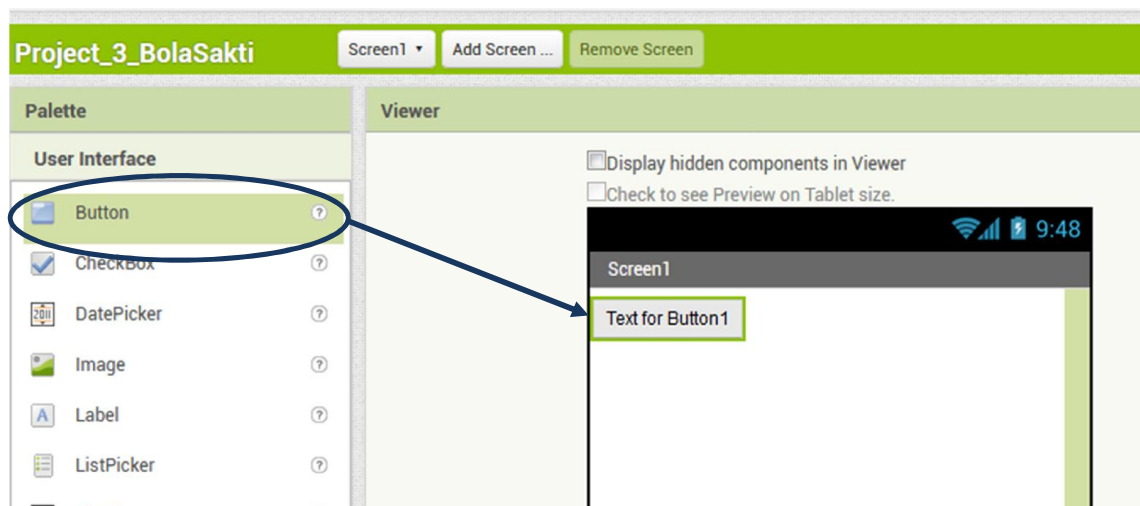 Project_3_BolaSakti Screen1 Add Screen ... Remove Screen
Palette
User Interface
Button ?
CheckBox ?
2011 DatePicker ?
Image ?
A Label ?
ListPicker ?
Viewer
Display hidden components in Viewer
Check to see Preview on Tablet size.
9:48
Screen1
Text for Button1